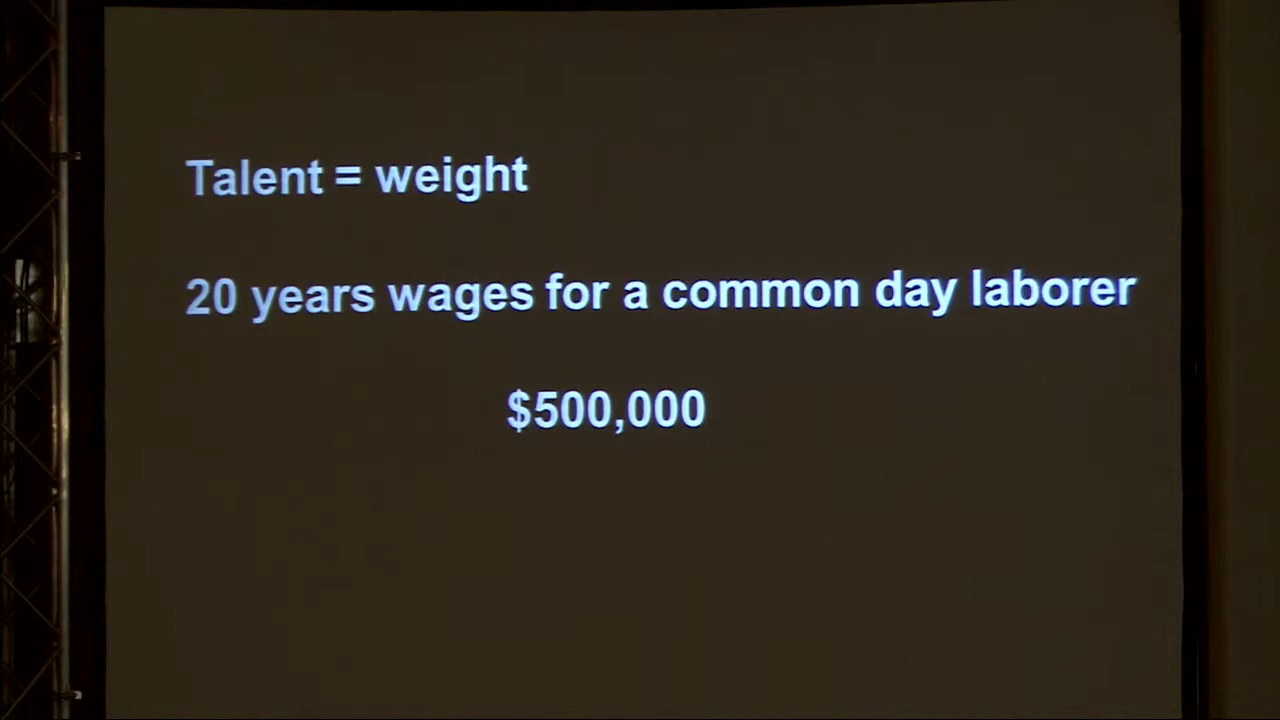 Talent = weight
20 years wages for a common day laborer
$500,000